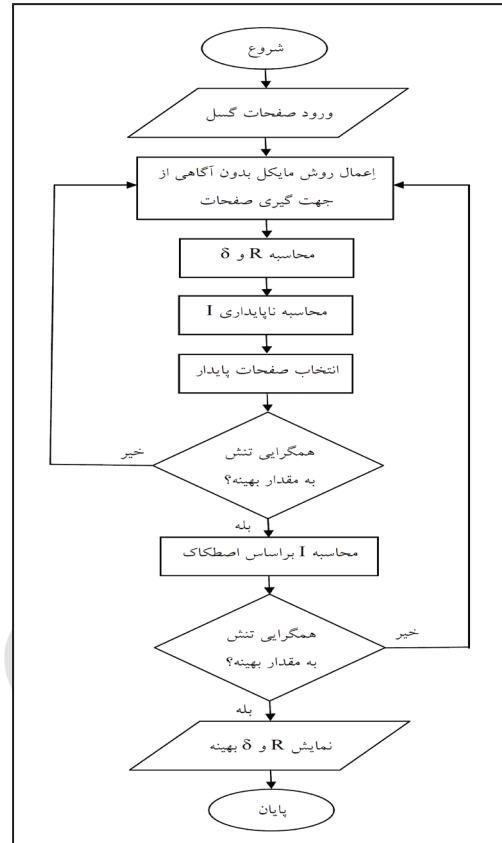 شروع
ورود صفحات گسل
اِعمال روش مایکل بدون آگاهی از
جهت گیری صفحات
محاسبه R و δ
محاسبه ناپایداری I
انتخاب صفحات پایدار
همگرایی تنش
به مقدار بهینه؟
خیر
بله
محاسبه I براساس اصطکاک
همگرایی تنش
به مقدار بهینه؟
خیر
بله
نمایش R و δ بهینه
پایان